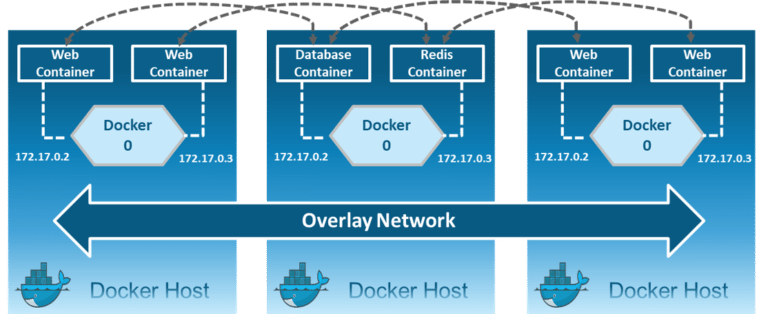 Web
Container
Web
Container
Database
Container
Redis
Container
Web
Container
Web
Container
Docker
0
172.17.0.2
172.17.0.3
Docker
0
172.17.0.2
172.17.0.3
Docker
0
172.17.0.2
172.17.0.3
Overlay Network
Docker Host
Docker Host
Docker Host